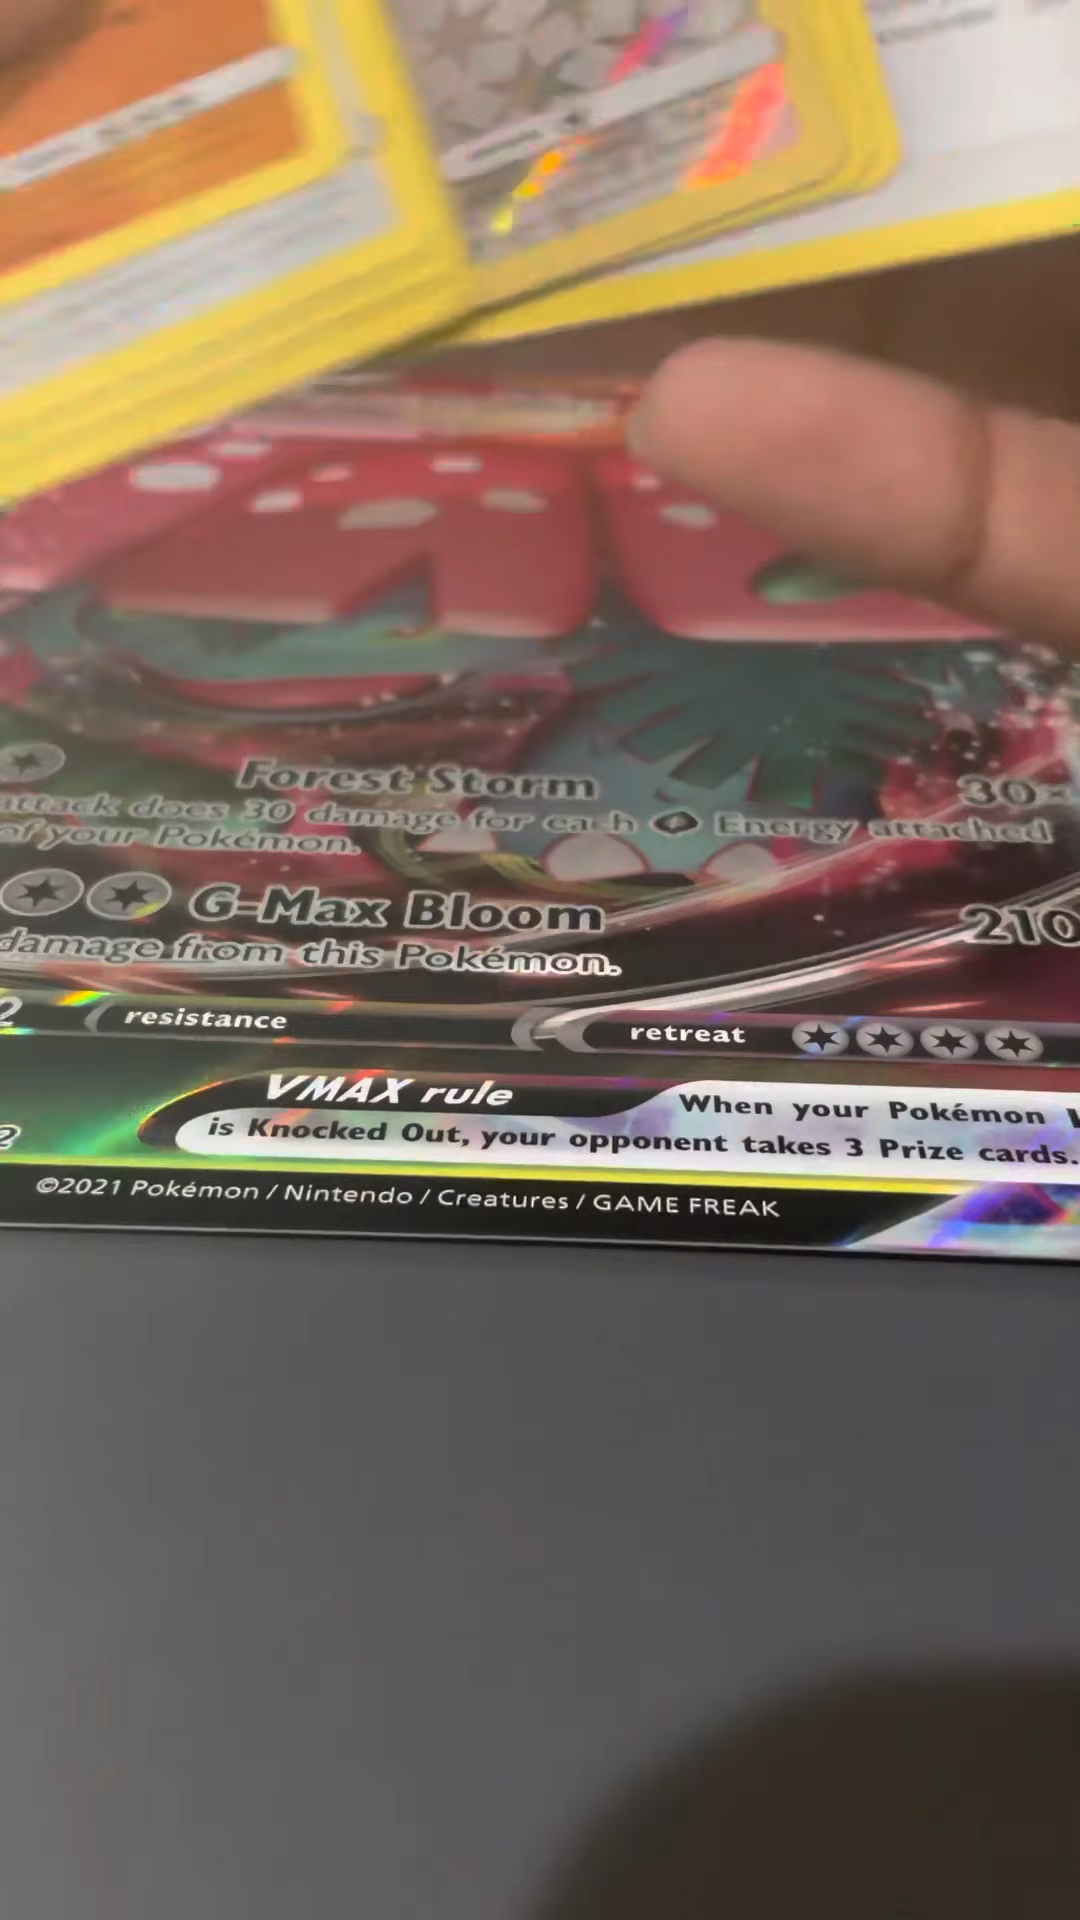 Forest Storm 30×
attack does 30 damage for each Energy attached
of your Pokémon.
G-Max Bloom 210
damage from this Pokémon.
2 resistance retreat
VMAX rule When your Pokémon
is Knocked Out, your opponent takes 3 Prize cards.
©2021 Pokémon / Nintendo / Creatures / GAME FREAK